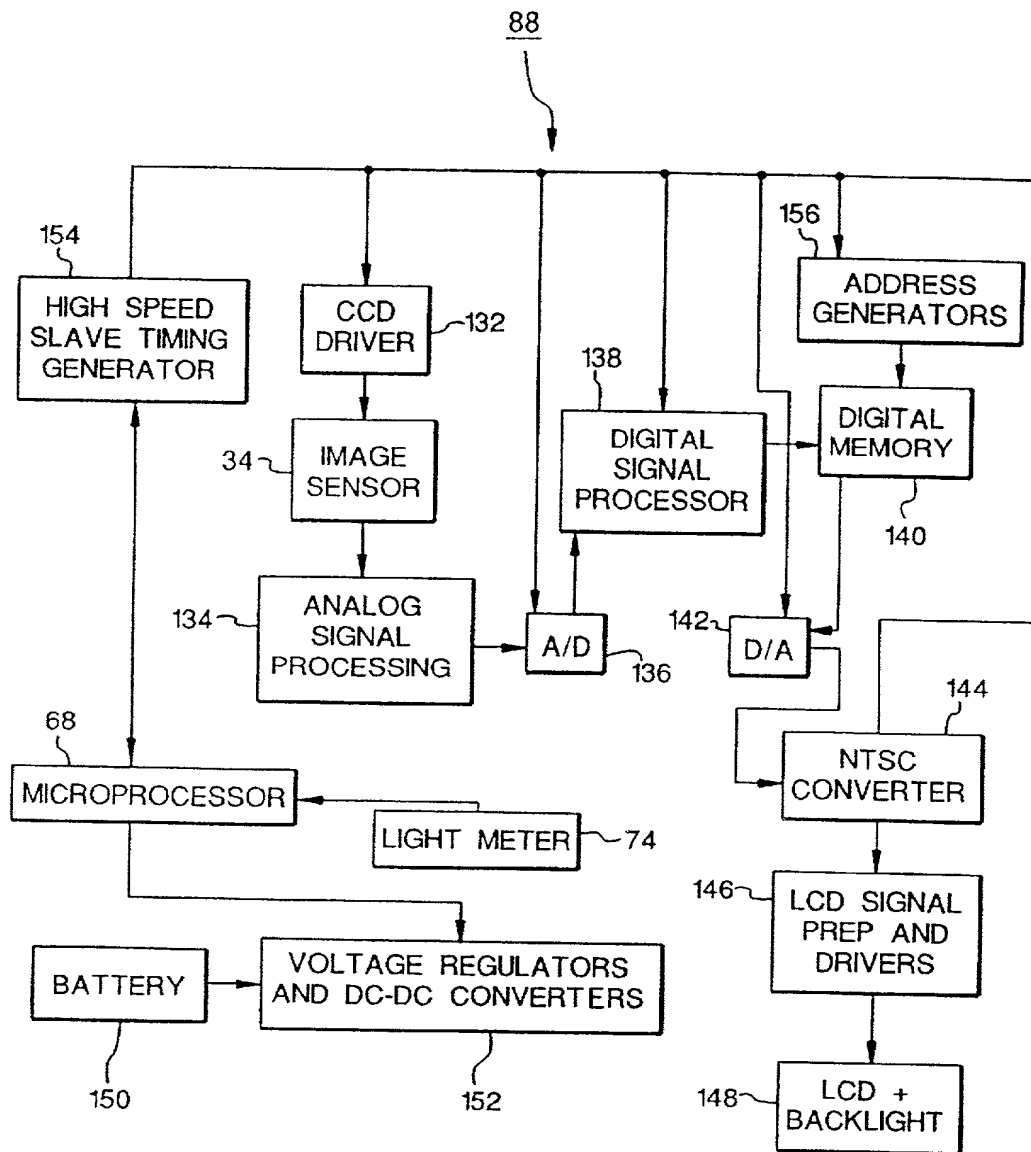 88
154
HIGH SPEED
SLAVE TIMING
GENERATOR
CCD
DRIVER
132
156
ADDRESS
GENERATORS
34
IMAGE
SENSOR
138
DIGITAL
SIGNAL
PROCESSOR
DIGITAL
MEMORY
140
134
ANALOG
SIGNAL
PROCESSING
A/D
136
142
D/A
68
MICROPROCESSOR
LIGHT METER
74
144
NTSC
CONVERTER
146
LCD SIGNAL
PREP AND
DRIVERS
BATTERY
150
VOLTAGE REGULATORS
AND DC-DC CONVERTERS
152
148
LCD +
BACKLIGHT